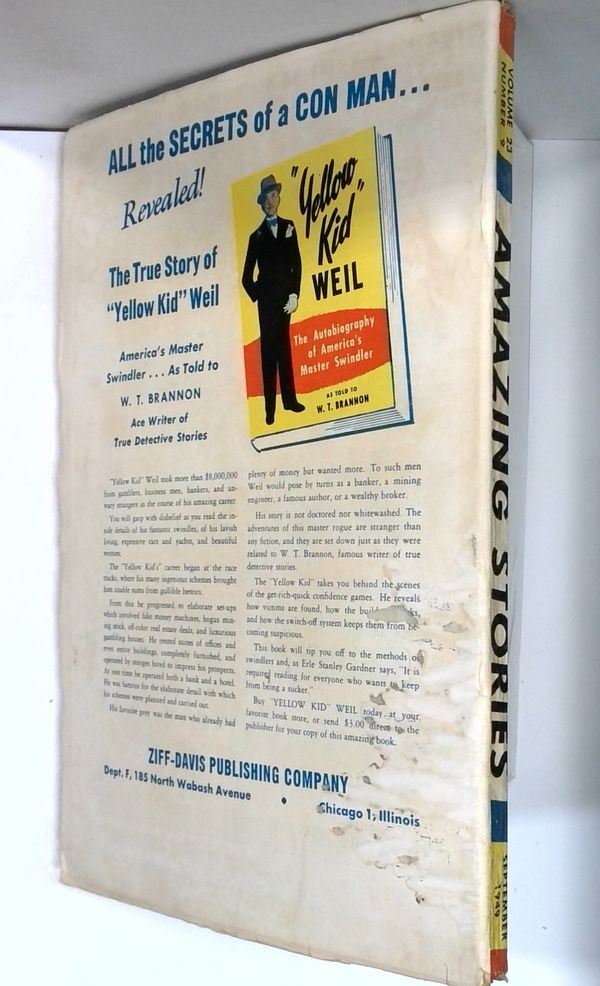 ALL the SECRETS of a CON MAN...
Revealed!
The True Story of
"Yellow Kid" Weil
America's Master
Swindler . . . As Told to
W. T. BRANNON
Ace Writer of
True Detective Stories
"Yellow
Kid"
WEIL
The Autobiography
of America's
Master Swindler
AS TOLD TO
W. T. BRANNON
"Yellow Kid" Weil took more than $8,000,000
from gamblers, business men, bankers, and un-
wary strangers in the course of his amazing career.
You will gasp with disbelief as you read the in-
side details of his fantastic swindles, of his lavish
living, expensive cars and yachts, and beautiful
women.
The "Yellow Kid's" career began at the race
tracks, where his many ingenious schemes brought
him sizable sums from gullible bettors.
From this he progressed to elaborate set-ups
which involved fake money machines, bogus min-
ing stock, off-color real estate deals, and luxurious
gambling houses. He rented suites of offices and
even entire buildings, completely furnished, and
operated by stooges hired to impress his prospects.
At one time he operated both a bank and a hotel.
He was famous for the elaborate detail with which
his schemes were planned and carried out.
His favorite prey was the man who already had
plenty of money but wanted more. To such men
Weil would pose by turns as a banker, a mining
engineer, a famous author, or a wealthy broker.
His story is not doctored nor whitewashed. The
adventures of this master rogue are stranger than
any fiction, and they are set down just as they were
related to W. T. Brannon, famous writer of true
detective stories.
The "Yellow Kid" takes you behind the scenes
of the get-rich-quick confidence games. He reveals
how victims are found, how the
and how the switch-off system keeps them from be-
coming suspicious.
This book will tip you off to the methods of
swindlers and, as Erle Stanley Gardner says, "It is
required reading for everyone who wants to keep
from being a sucker."
Buy "YELLOW KID" WEIL today at your
favorite book store, or send $3.00 direct to the
publisher for your copy of this amazing book.
ZIFF-DAVIS PUBLISHING COMPANY
Dept. F, 185 North Wabash Avenue • Chicago 1, Illinois
VOLUME 23
NUMBER 9
AMAZING STORIES
SEPTEMBER
1949